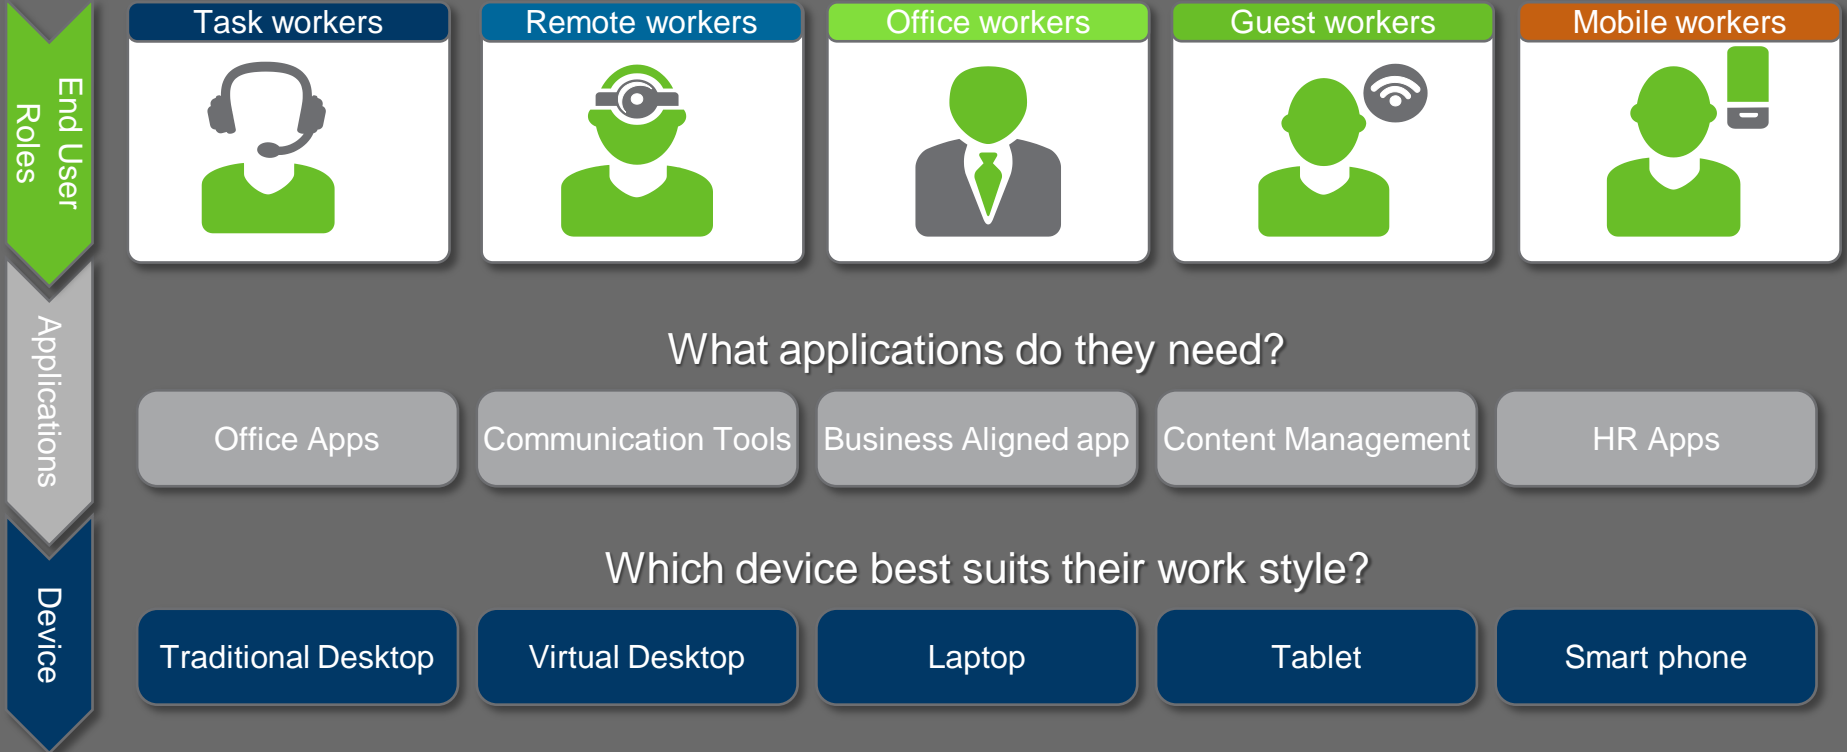 Task workers
Remote workers
Office workers
Guest workers
Mobile workers
End User
Roles
Applications
What applications do they need?
Office Apps
Communication Tools
Business Aligned app
Content Management
HR Apps
Device
Which device best suits their work style?
Traditional Desktop
Virtual Desktop
Laptop
Tablet
Smart phone